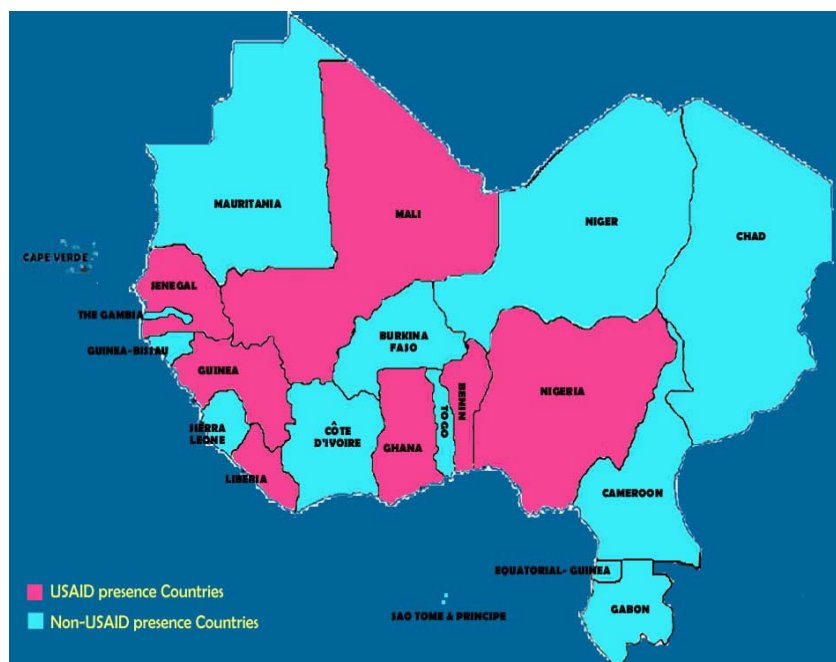 MAURITANIA
MALI
NIGER
CHAD
CAPE VERDE
SENEGAL
THE GAMBIA
GUINEA-BISSAU
BURKINA
FASO
GUINEA
NIGERIA
BENIN
TOGO
SIERRA
LEONE
CÔTE
D'IVOIRE
GHANA
LIBERIA
CAMEROON
EQUATORIAL- GUINEA
GABON
SAO TOME & PRINCIPE
USAID presence Countries
Non-USAID presence Countries